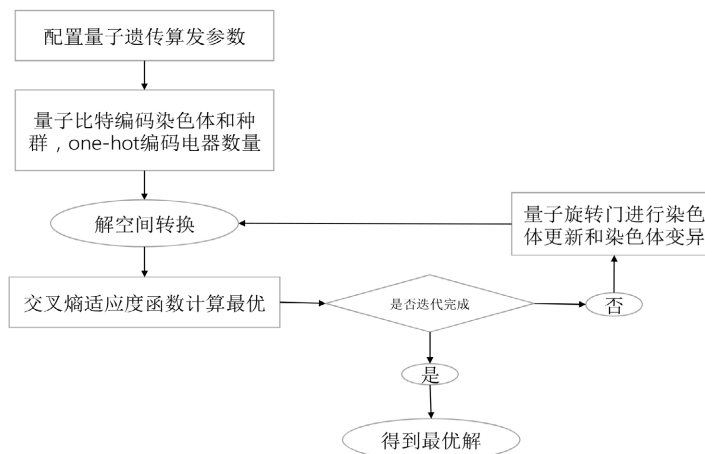 配置量子遗传算发参数
量子比特编码染色体和种
群，one-hot编码电器数量
解空间转换
量子旋转门进行染色
体更新和染色体变异
交叉熵适应度函数计算最优
是否迭代完成
否
是
得到最优解